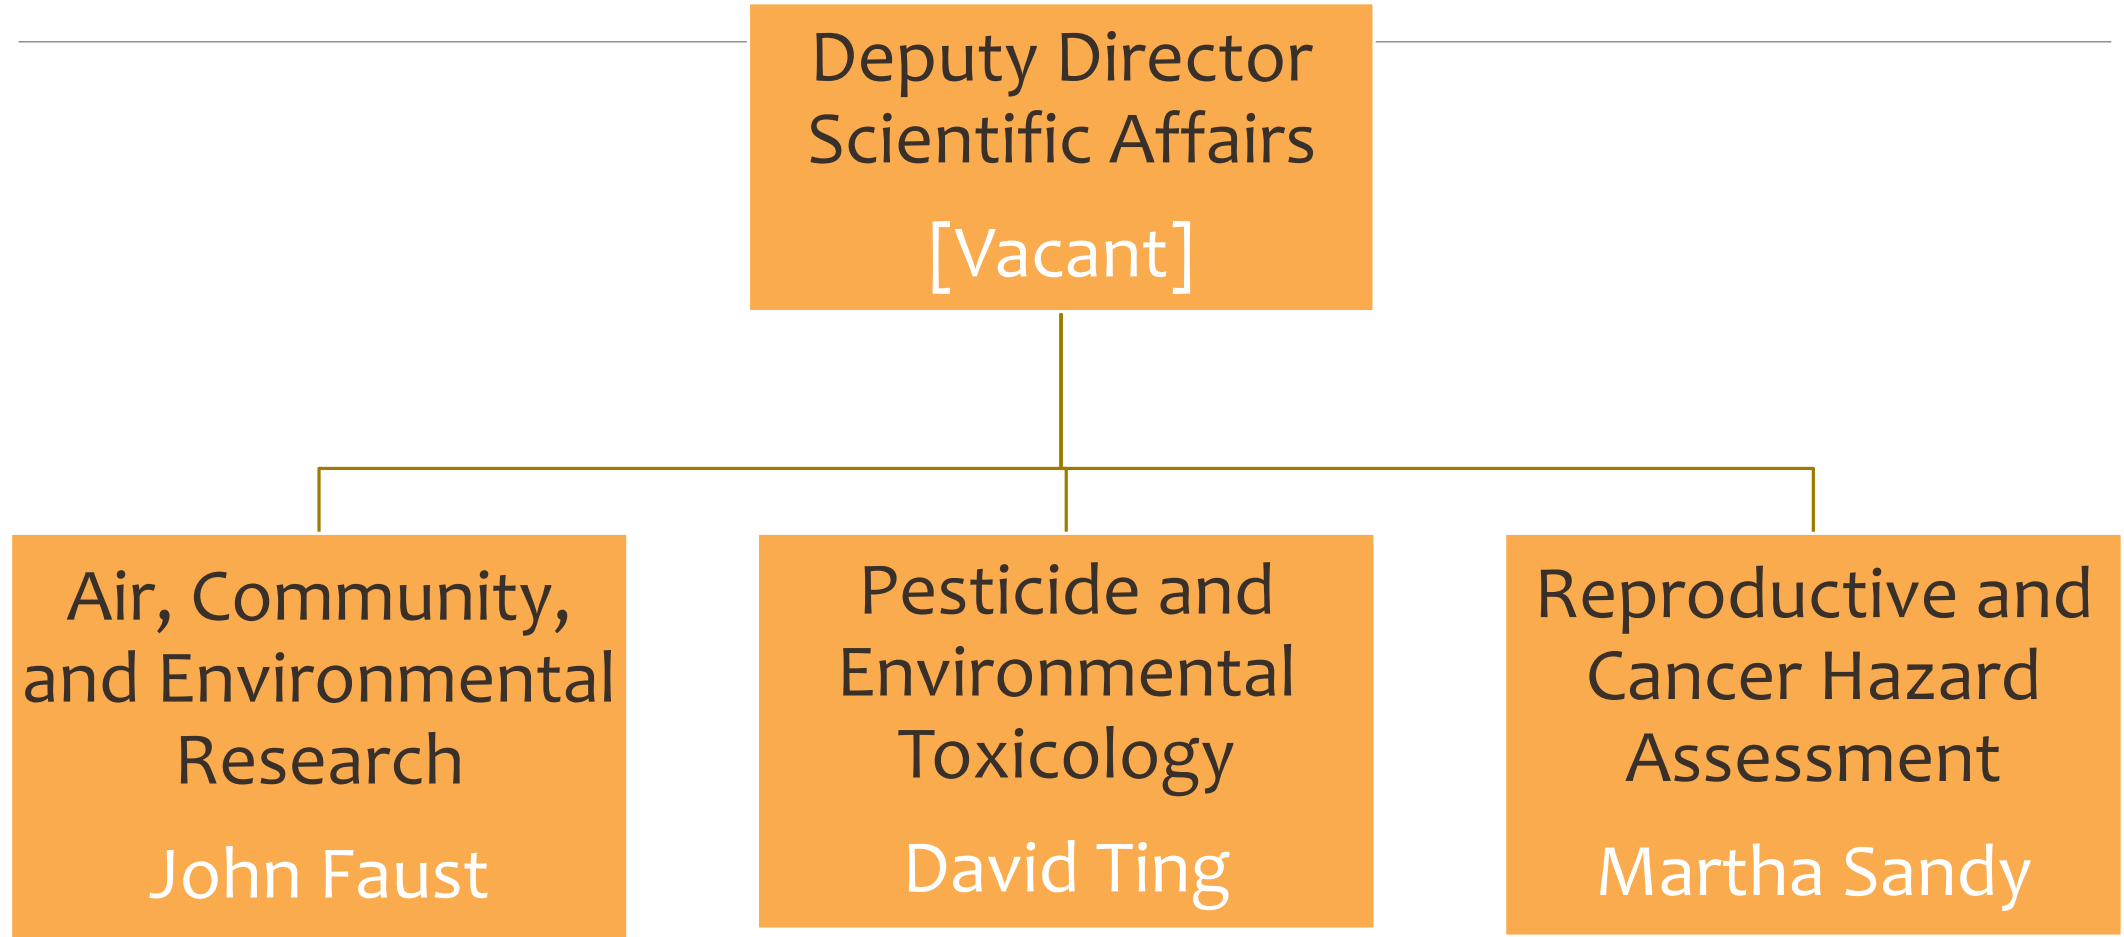 Deputy Director
Scientific Affairs
[Vacant]
Air, Community,
and Environmental
Research
John Faust
Pesticide and
Environmental
Toxicology
David Ting
Reproductive and
Cancer Hazard
Assessment
Martha Sandy